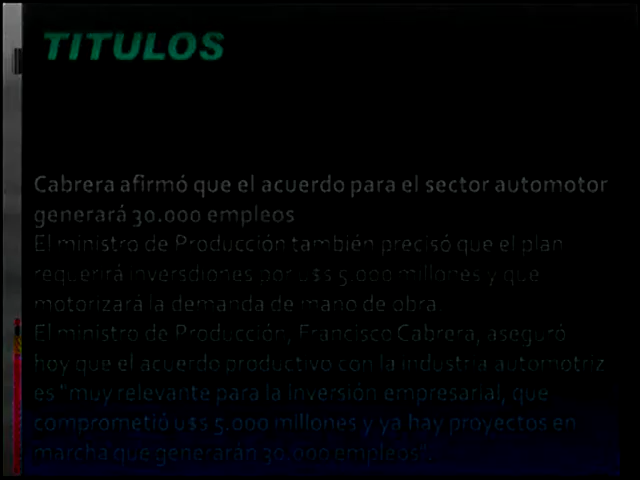 TITULOS
Cabrera afirmó que el acuerdo para el sector automotor
generará 30.000 empleos
El ministro de Producción también precisó que el plan
requerirá inversdiones por u$s 5.000 millones y que
motorizará la demanda de mano de obra.
El ministro de Producción, Francisco Cabrera, aseguró
hoy que el acuerdo productivo con la industria automotriz
es "muy relevante para la inversión empresarial, que
comprometió u$s 5.000 millones y ya hay proyectos en
marcha que generarán 30.000 empleos".